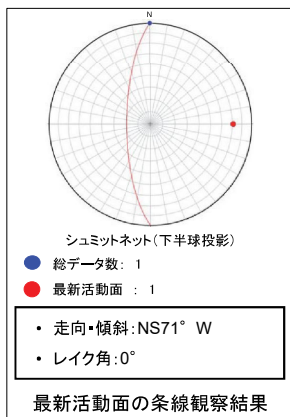 N
シュミットネット(下半球投影)
総データ数: 1
最新活動面 : 1
・ 走向・傾斜:NS71° W
・ レイク角:0°
最新活動面の条線観察結果